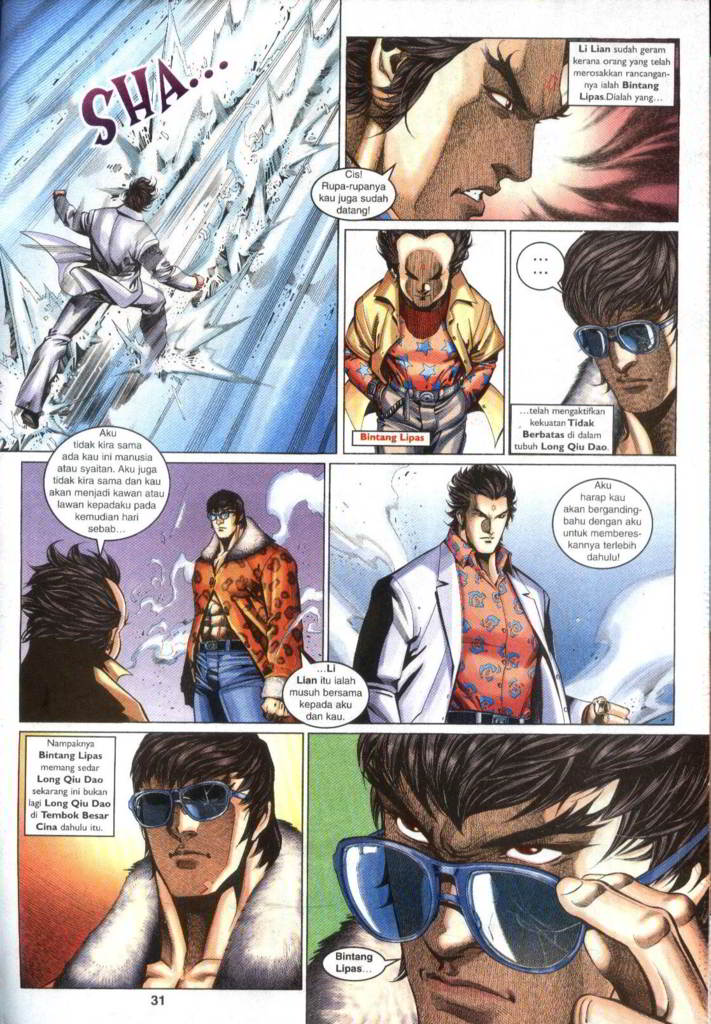 SHA...
Li Lian sudah geram
kerana orang yang telah
merosakkan rancangan-
nya ialah Bintang
Lipas.Dialah yang...
Cis!
Rupa-rupanya
kau juga sudah
datang!
Bintang Lipas
...
...
...telah mengaktifkan
kekuatan Tidak
Berbatas di dalam
tubuh Long Qiu Dao.
Aku
tidak kira sama
ada kau ini manusia
atau syaitan. Aku juga
tidak kira sama dan kau
akan menjadi kawan atau
lawan kepadaku pada
kemudian hari
sebab...
...Li
Lian itu ialah
musuh bersama
kepada aku
dan kau.
Aku
harap kau
akan berganding-
bahu dengan aku
untuk memberes-
kannya terlebih
dahulu!
Nampaknya
Bintang Lipas
memang sedar
Long Qiu Dao
sekarang ini bukan
lagi Long Qiu Dao
di Tembok Besar
Cina dahulu itu.
Bintang
Lipas...
31